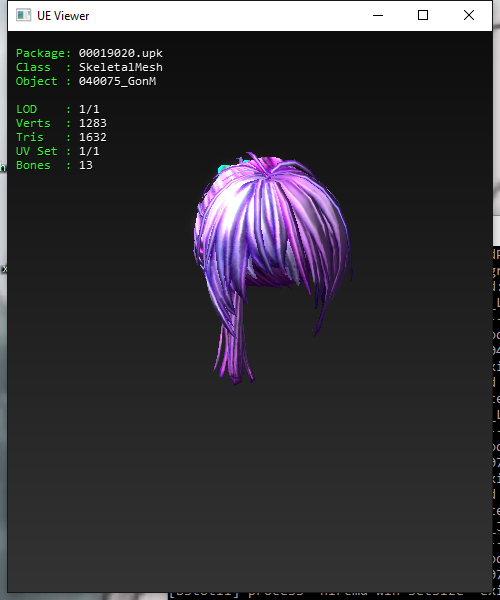 UE Viewer
Package: 00019020.upk
Class : SkeletalMesh
Object : 040075_GonM
LOD : 1/1
Verts : 1283
Tris : 1632
UV Set : 1/1
Bones : 13